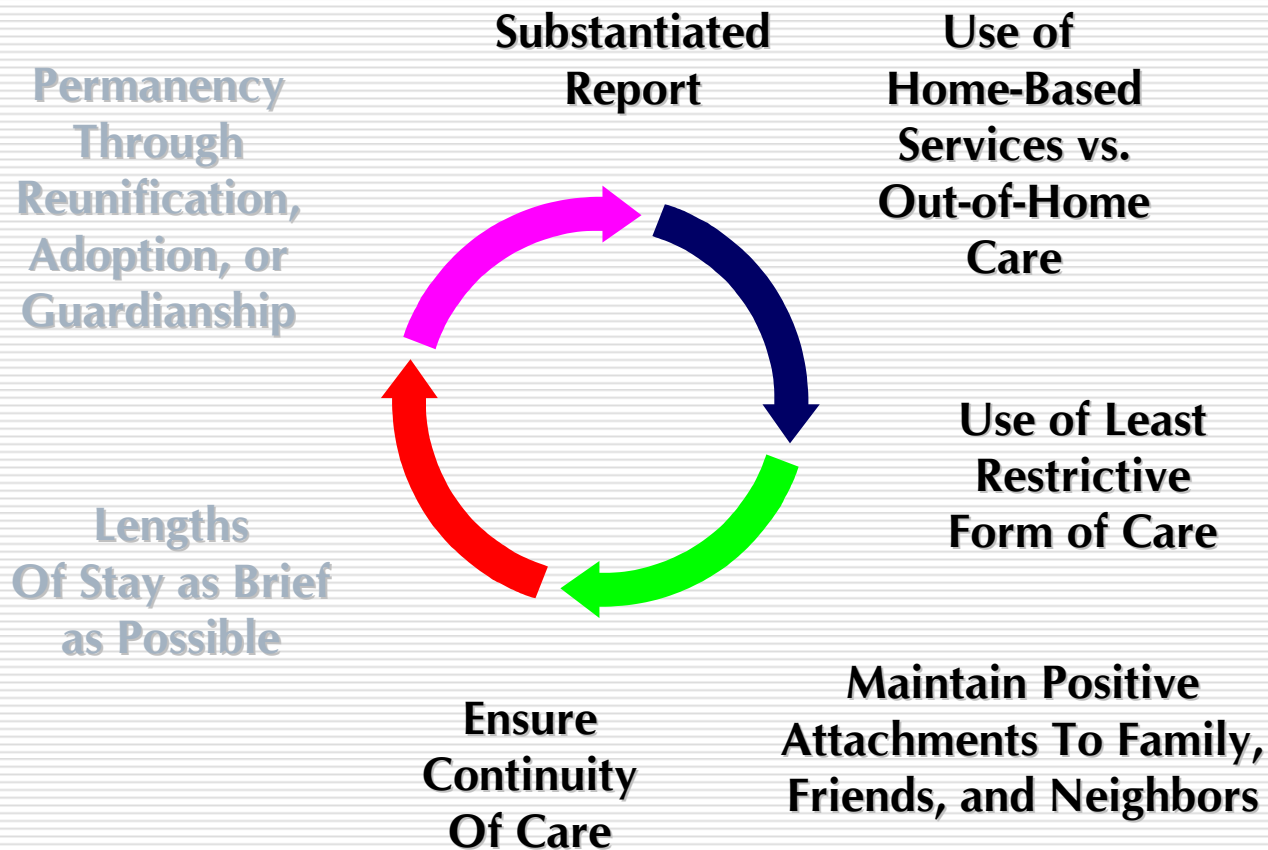 Substantiated
Report
Use of
Home-Based
Services vs.
Out-of-Home
Care
Use of Least
Restrictive
Form of Care
Maintain Positive
Attachments To Family,
Friends, and Neighbors
Ensure
Continuity
Of Care
Lengths
Of Stay as Brief
as Possible
Permanency
Through
Reunification,
Adoption, or
Guardianship